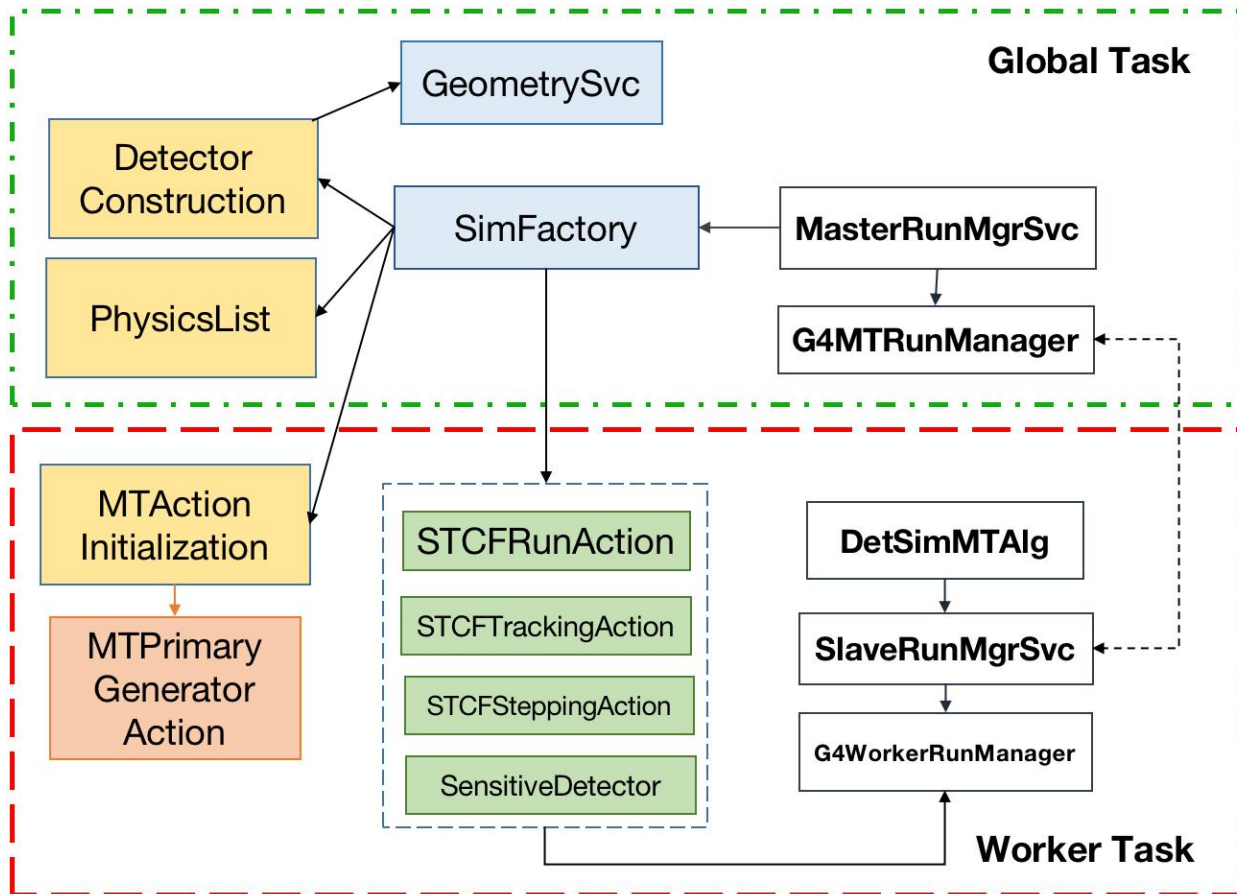 Global Task
GeometrySvc
Detector
Construction
SimFactory
MasterRunMgrSvc
PhysicsList
G4MTRunManager
MTAction
Initialization
MTPrimary
Generator
Action
STCFRunAction
STCFTrackingAction
STCFSteppingAction
SensitiveDetector
DetSimMTAlg
SlaveRunMgrSvc
G4WorkerRunManager
Worker Task